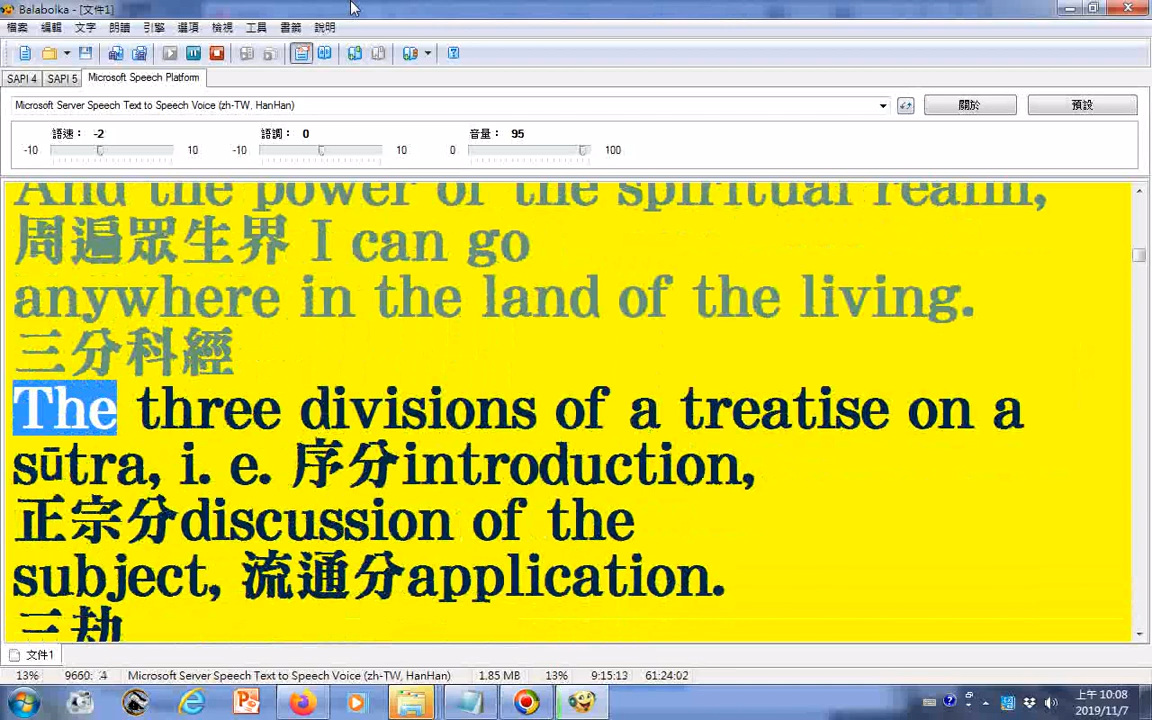 Balabolka - [文件1]
檔案 編輯 文字 朗讀 引擎 選項 檢視 工具 書籤 說明
SAPI 4 SAPI 5 Microsoft Speech Platform
Microsoft Server Speech Text to Speech Voice (zh-TW, HanHan) 關於 預設
語速: -2 語調: 0 音量: 95
-10 10 -10 10 0 100
And the power of the spiritual realm,
周遍眾生界 I can go
anywhere in the land of the living.
三分科經
The three divisions of a treatise on a
sūtra, i. e. 序分introduction,
正宗分discussion of the
subject, 流通分application.
三劫
文件1
13% Microsoft Server Speech Text to Speech Voice (zh-TW, HanHan) 1.85 MB 13% 9:15:13 61:24:02
上午 10:08
2019/11/7